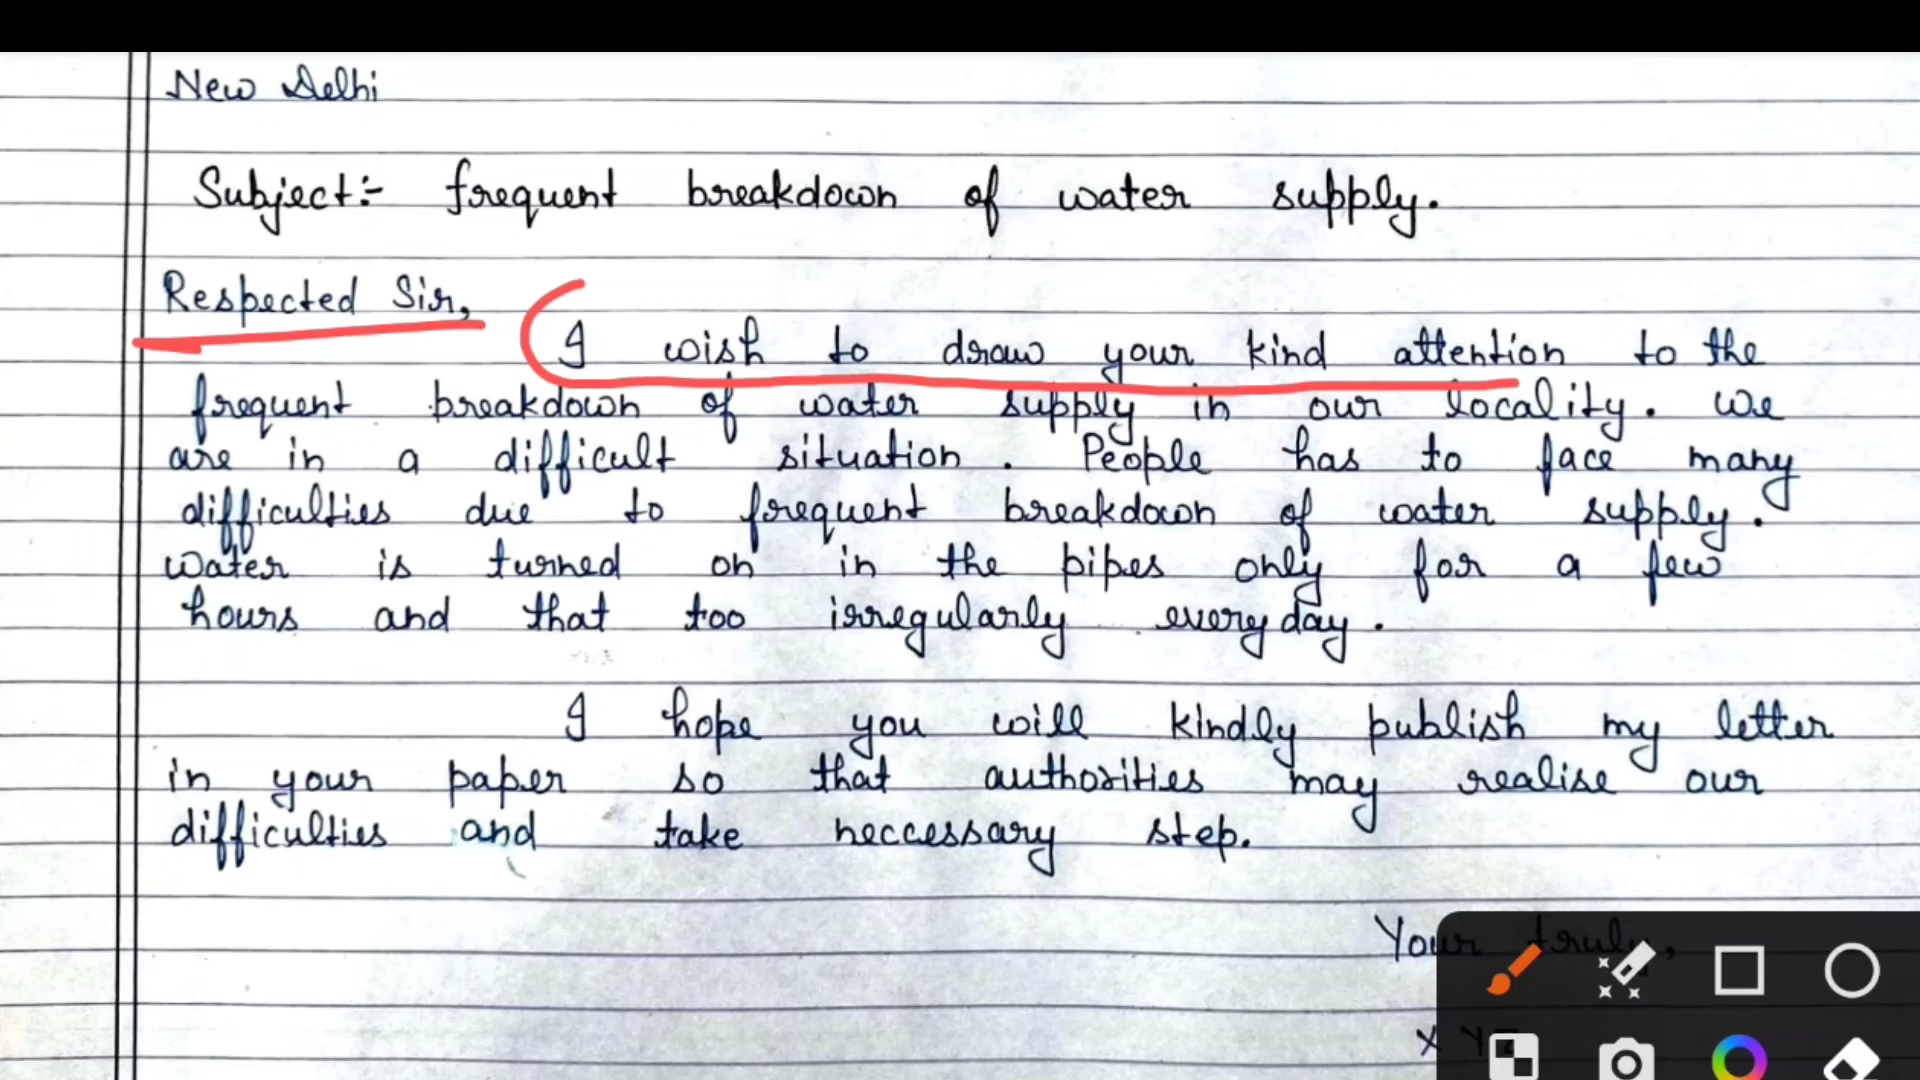 New Delhi
Subject:- frequent breakdown of water supply.
Respected Sir,
I wish to draw your kind attention to the
frequent breakdown of water supply in our locality. We
are in a difficult situation. People has to face many
difficulties due to frequent breakdown of water supply.
Water is turned on in the pipes only for a few
hours and that too irregularly every day.
I hope you will kindly publish my letter
in your paper so that authorities may realise our
difficulties and take neccessary step.
Your truly,
X Y Z